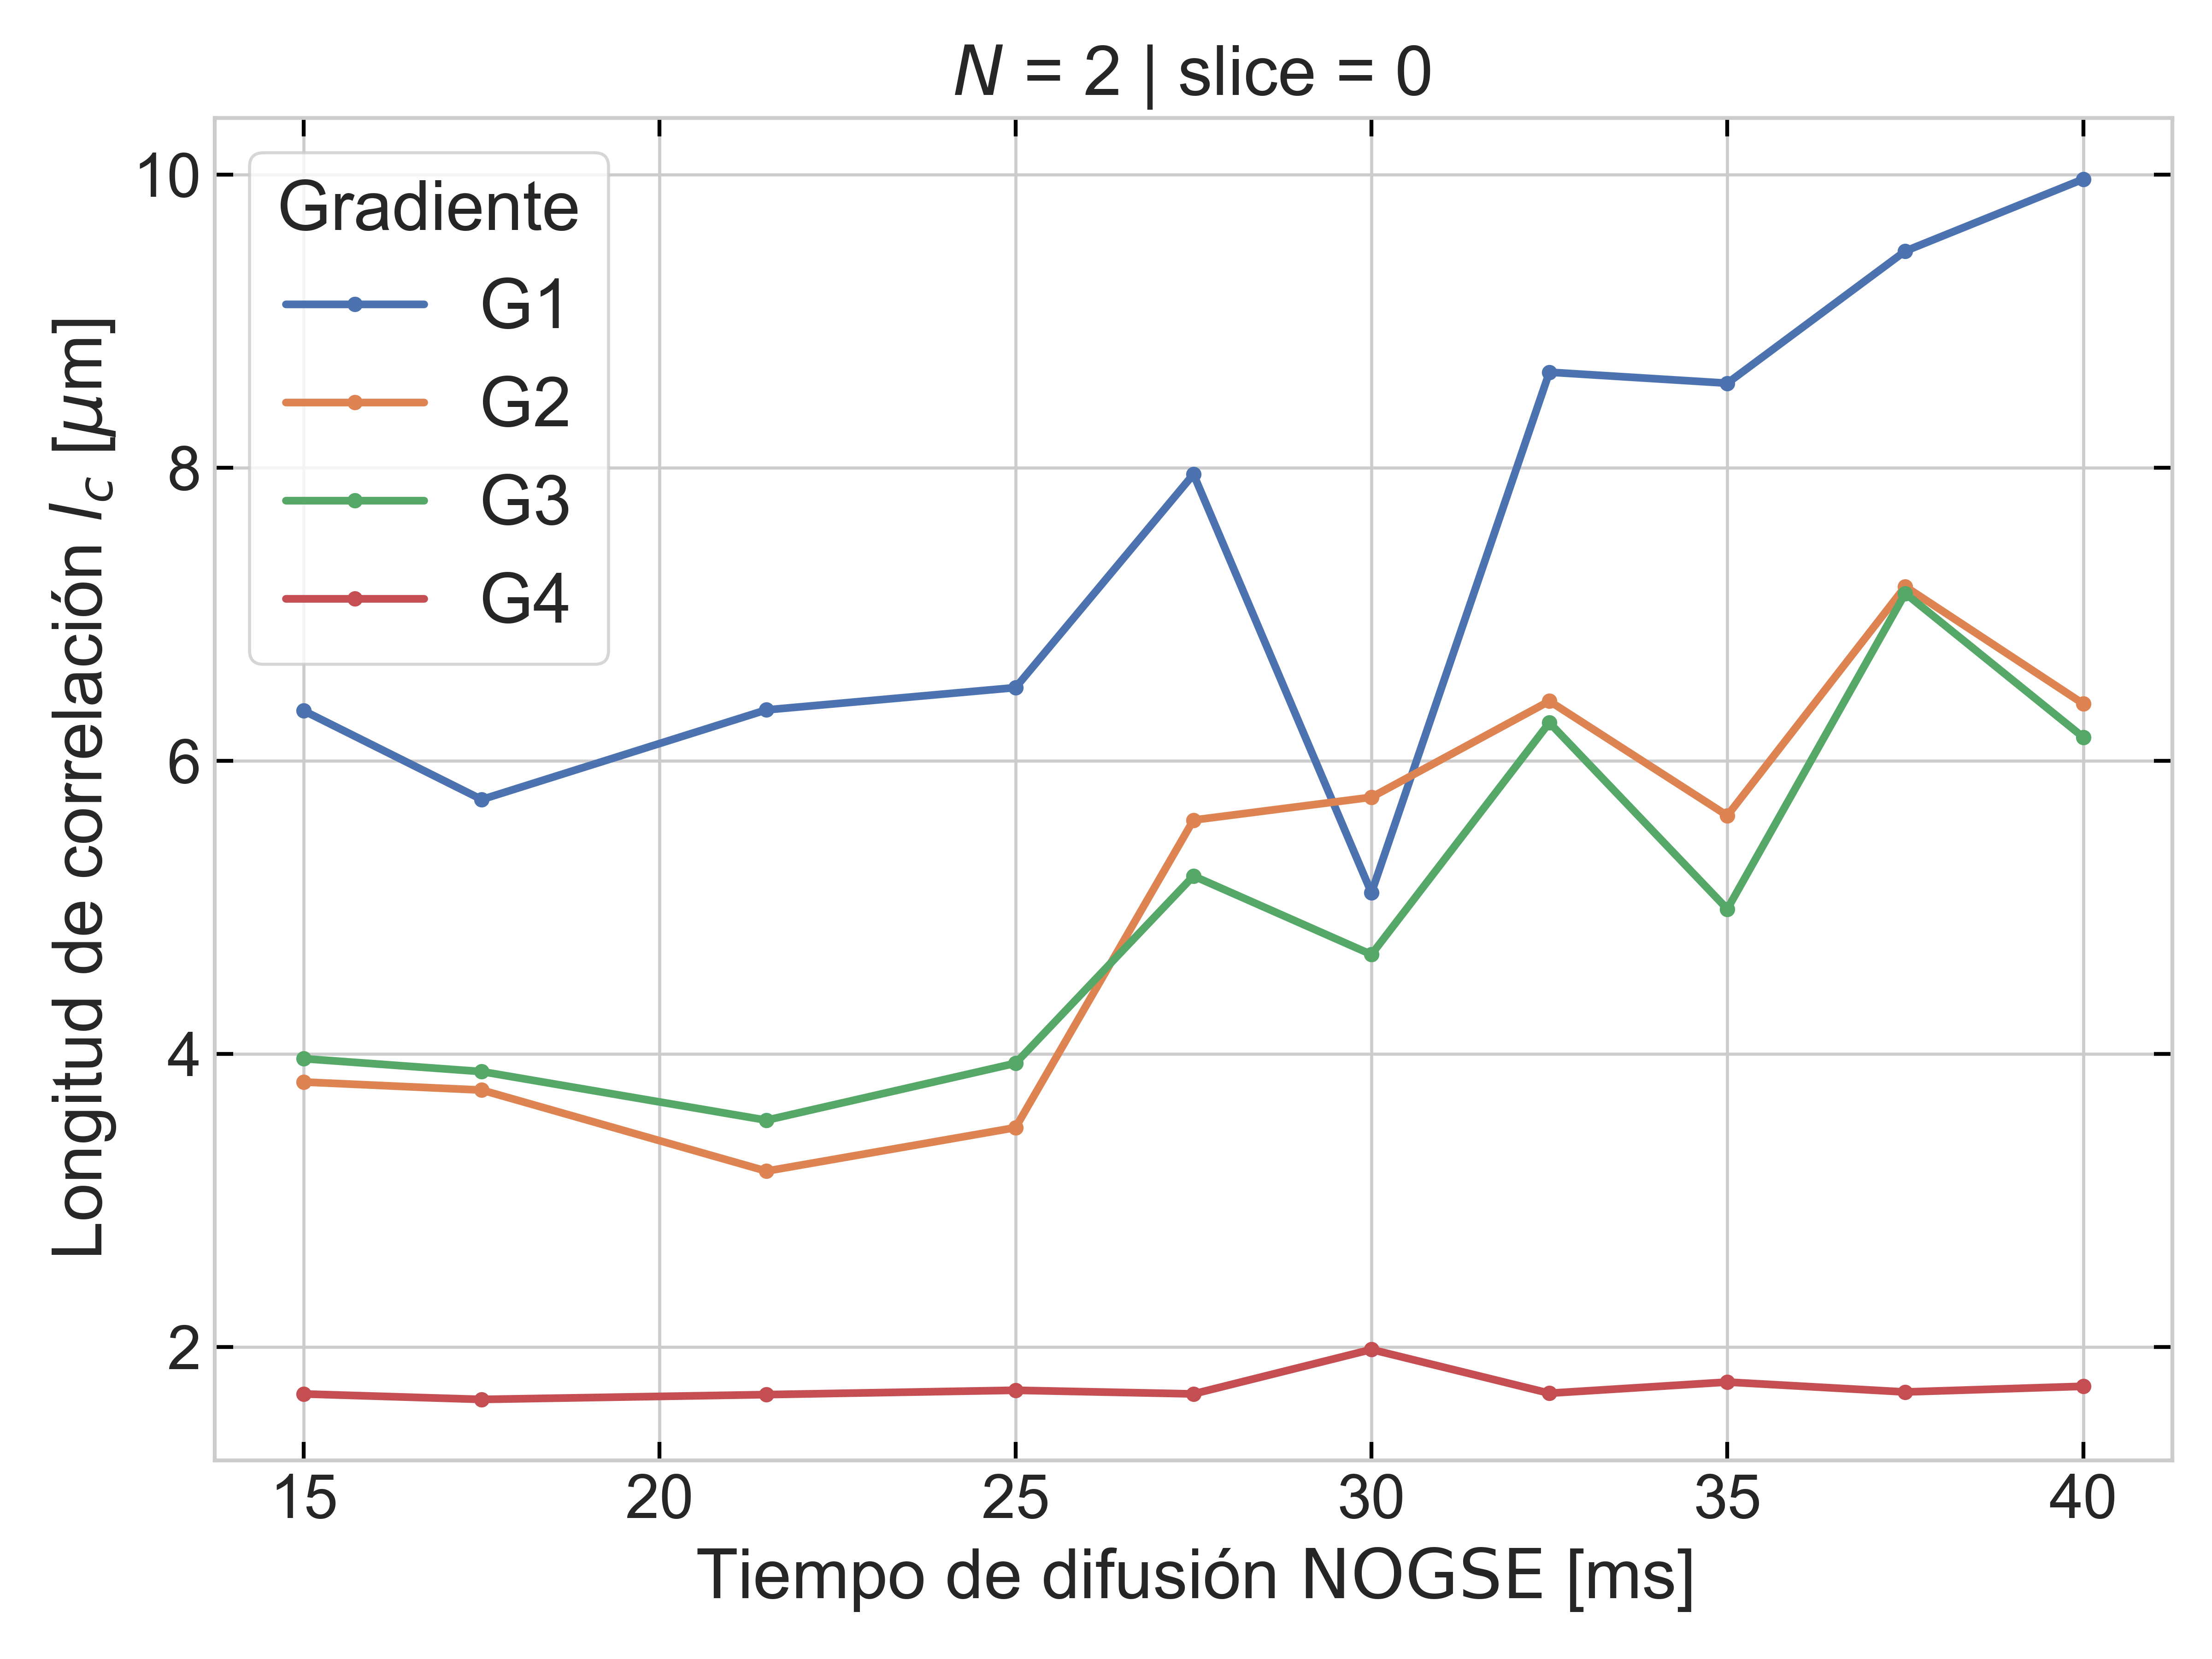 N = 2 | slice = 0
Longitud de correlación l_c [μm]
10
8
6
4
2
Gradiente
G1
G2
G3
G4
15 20 25 30 35 40
Tiempo de difusión NOGSE [ms]